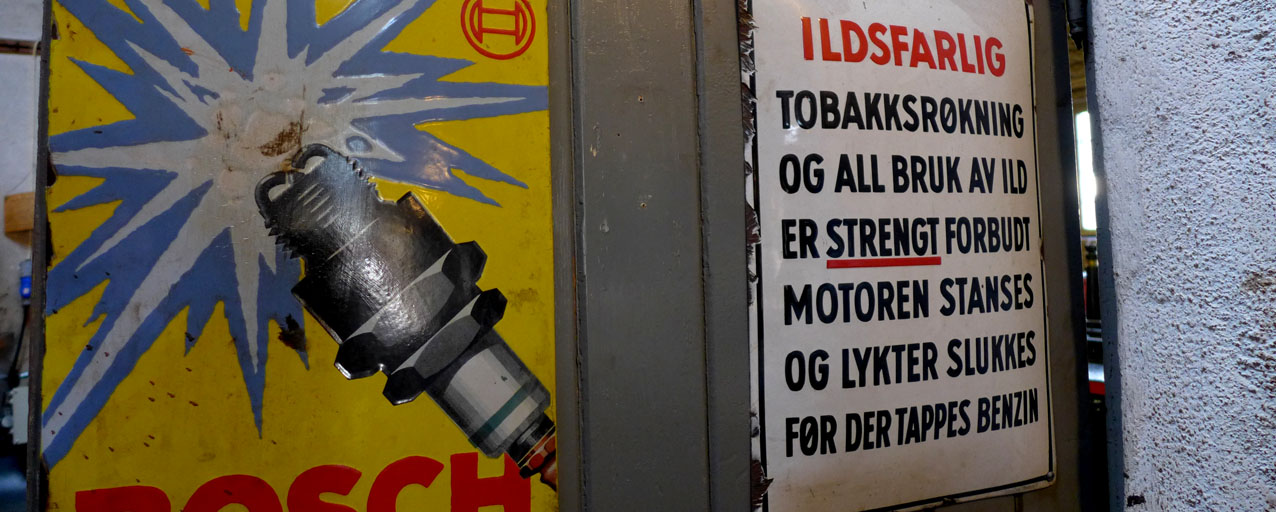 BOSCH
ILDSFARLIG
TOBAKKSRØKNING
OG ALL BRUK AV ILD
ER STRENGT FORBUDT
MOTOREN STANSES
OG LYKTER SLUKKES
FØR DER TAPPES BENZIN